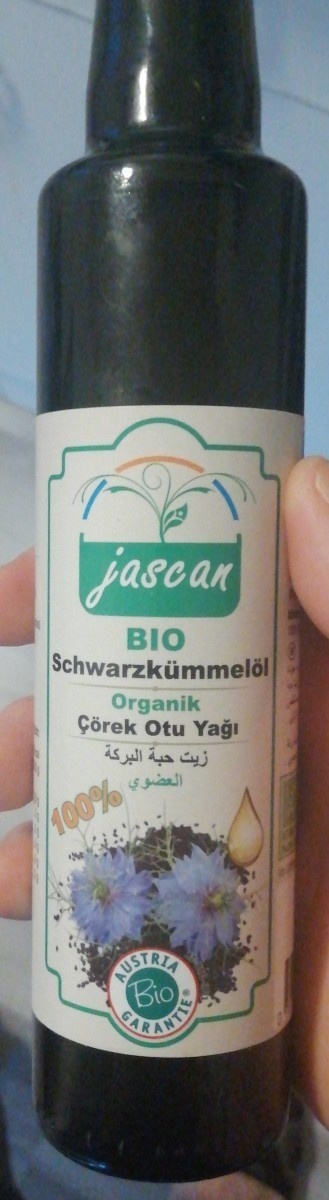 jascan
BIO
Schwarzkümmelöl
Organik
Çörek Otu Yağı
زيت حبة البركة
العضوي
100%
AUSTRIA
Bio
GARANTIE®